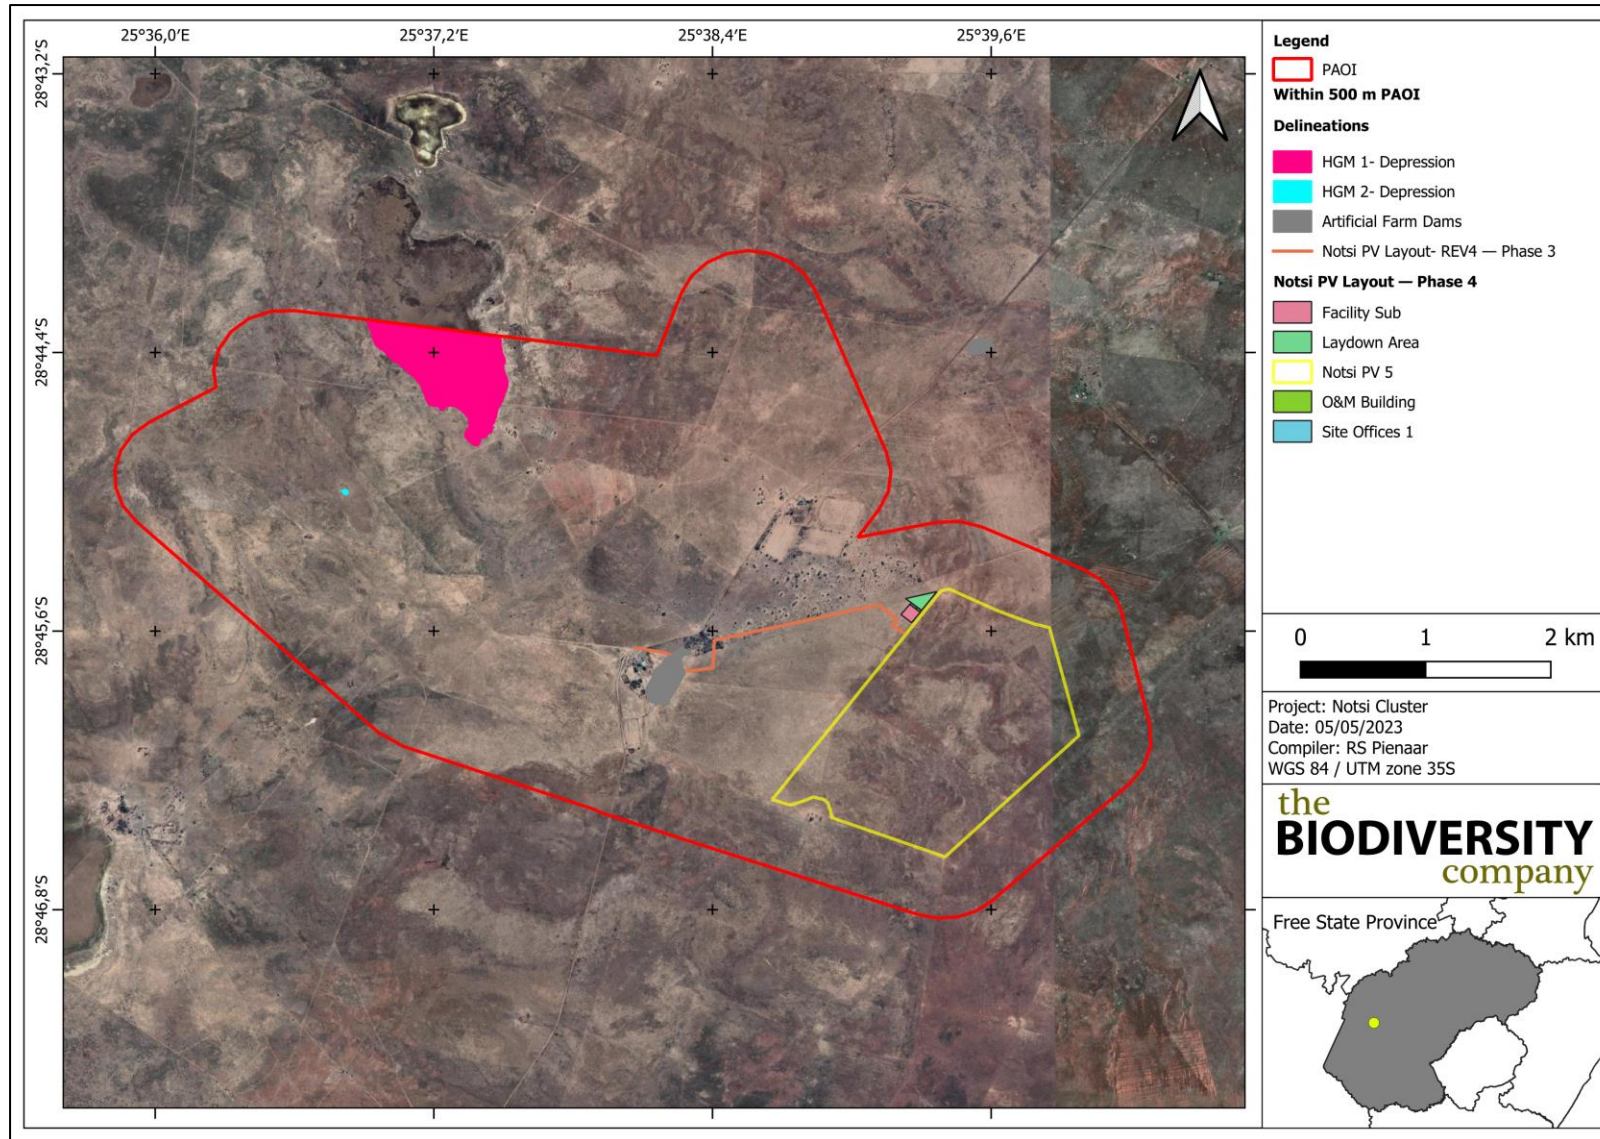 25°36,0'E 25°37,2'E 25°38,4'E 25°39,6'E
28°43,2'S
28°44,4'S
28°45,6'S
28°46,8'S
Legend
PAOI
Within 500 m PAOI
Delineations
HGM 1- Depression
HGM 2- Depression
Artificial Farm Dams
Notsi PV Layout- REV4 — Phase 3
Notsi PV Layout — Phase 4
Facility Sub
Laydown Area
Notsi PV 5
O&M Building
Site Offices 1
0 1 2 km
Project: Notsi Cluster
Date: 05/05/2023
Compiler: RS Pienaar
WGS 84 / UTM zone 35S
the
BIODIVERSITY
company
Free State Province